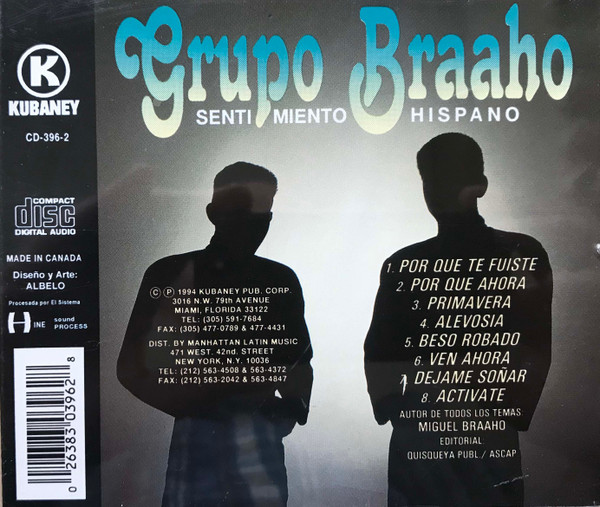 Grupo Braaho
SENTIMIENTO HISPANO
K
KUBANEY
CD-396-2
COMPACT
disc
DIGITAL AUDIO
MADE IN CANADA
Diseño y Arte:
ALBELO
Procesada por El Sistema
HINE sound PROCESS
0 26383 03962 8
© ℗ 1994 KUBANEY PUB. CORP.
3016 N.W. 79th AVENUE
MIAMI, FLORIDA 33122
TEL: (305) 591-7684
FAX: (305) 477-0789 & 477-4431
DIST. BY MANHATTAN LATIN MUSIC
471 WEST. 42nd. STREET
NEW YORK, N.Y. 10036
TEL: (212) 563-4508 & 563-4372
FAX: (212) 563-2042 & 563-4847
1. POR QUE TE FUISTE
2. POR QUE AHORA
3. PRIMAVERA
4. ALEVOSIA
5. BESO ROBADO
6. VEN AHORA
7. DEJAME SOÑAR
8. ACTIVATE
AUTOR DE TODOS LOS TEMAS:
MIGUEL BRAAHO
EDITORIAL
QUISQUEYA PUBL./ ASCAP